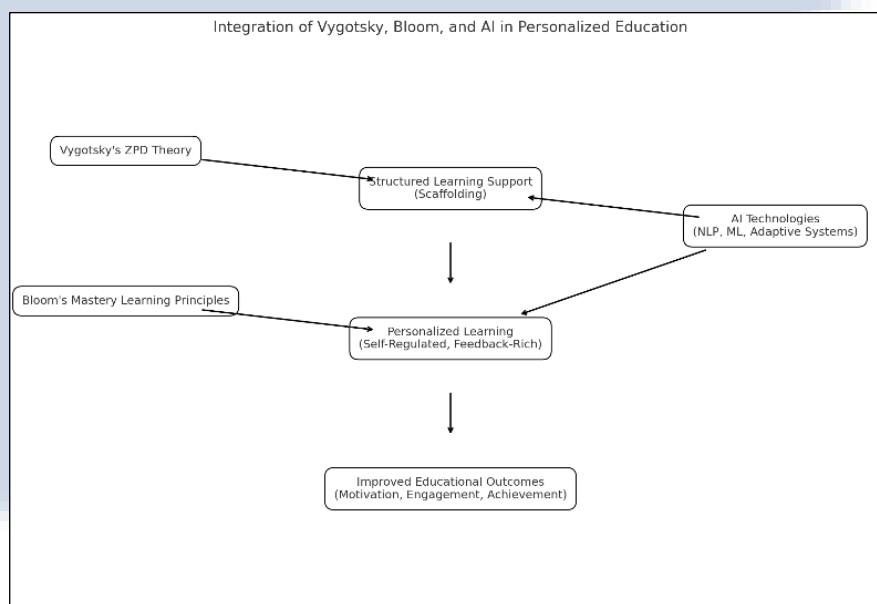 Integration of Vygotsky, Bloom, and AI in Personalized Education
Vygotsky's ZPD Theory
Structured Learning Support
(Scaffolding)
AI Technologies
(NLP, ML, Adaptive Systems)
Bloom's Mastery Learning Principles
Personalized Learning
(Self-Regulated, Feedback-Rich)
Improved Educational Outcomes
(Motivation, Engagement, Achievement)